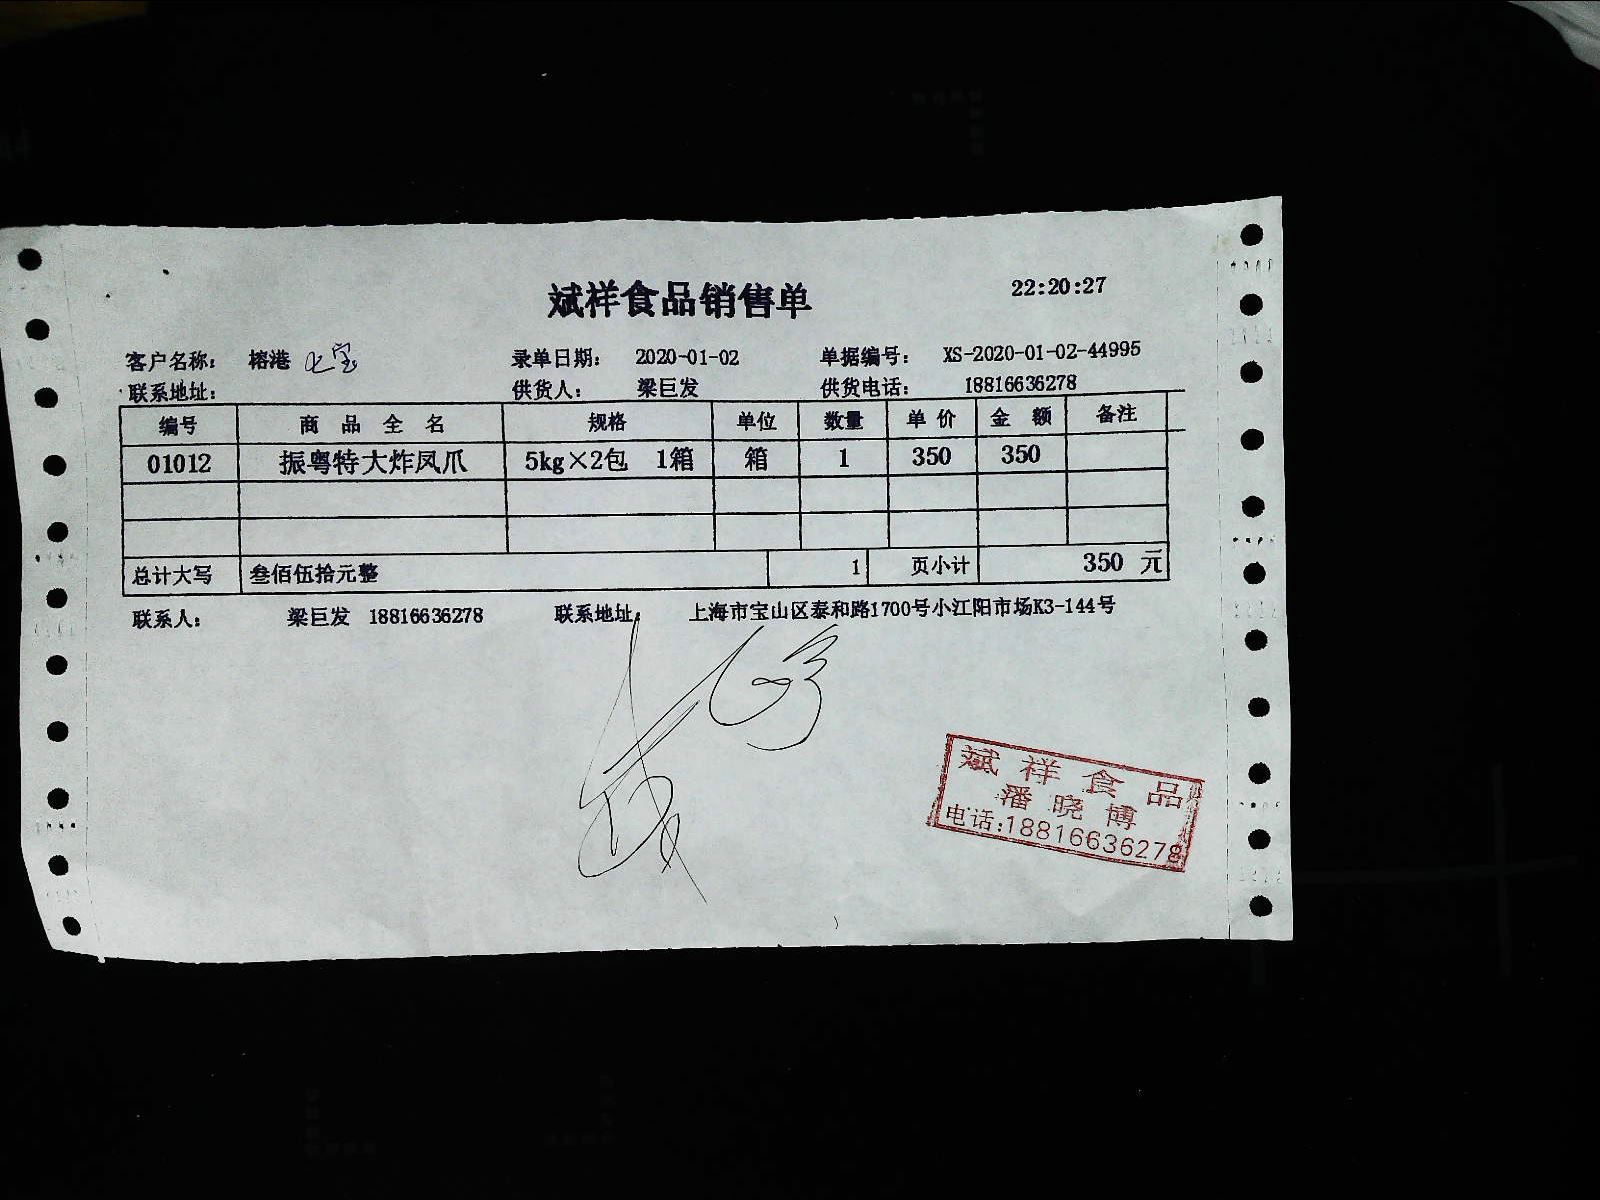 斌祥食品销售单 22:20:27
客户名称： 榕港 七宝 录单日期： 2020-01-02 单据编号： XS-2020-01-02-44995
联系地址： 供货人： 梁巨发 供货电话： 18816636278
编号 商品全名 规格 单位 数量 单价 金额 备注
01012 振粤特大炸凤爪 5kg×2包 1箱 箱 1 350 350
总计大写 叁佰伍拾元整 1 页小计 350 元
联系人： 梁巨发 18816636278 联系地址： 上海市宝山区泰和路1700号小江阳市场K3-144号
斌祥食品
潘晓博
电话:18816636278